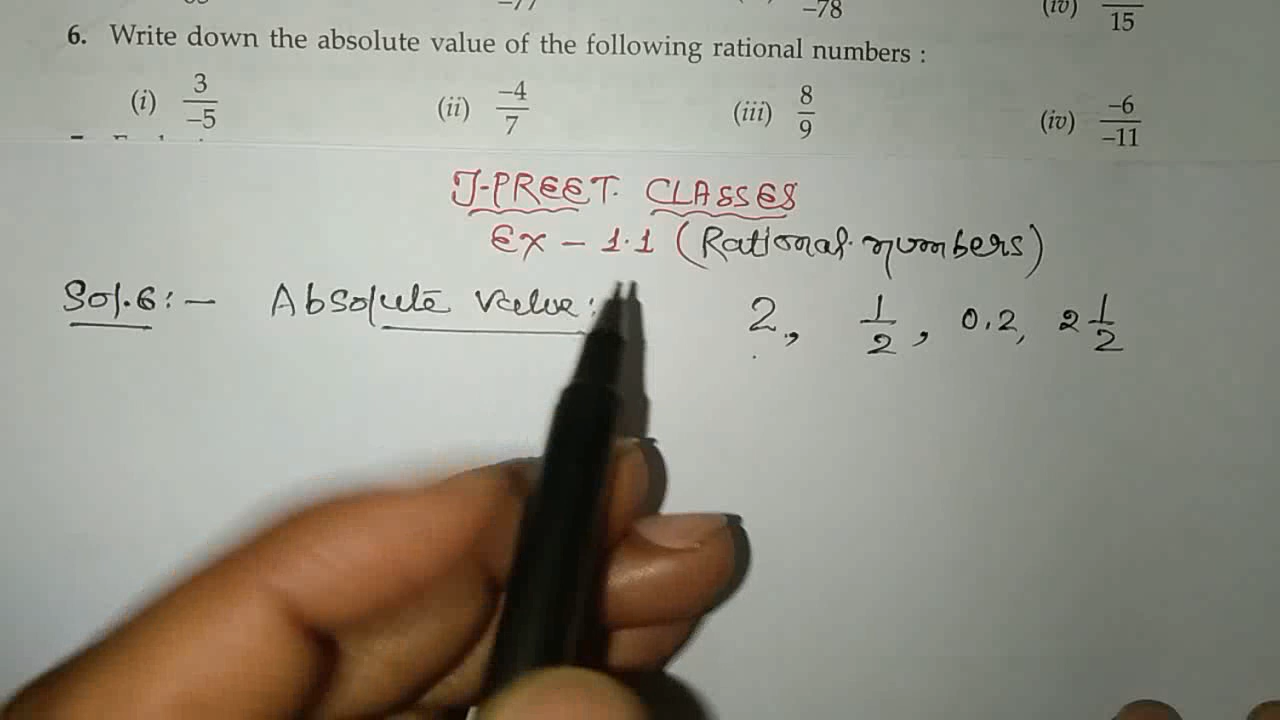 -77 -78 (iv) 15
6. Write down the absolute value of the following rational numbers :
(i) 3/-5 (ii) -4/7 (iii) 8/9 (iv) -6/-11
J-PREET CLASSES
Ex - 1.1 (Rational numbers)
Sol.6:- Absolute value: 2, 1/2, 0.2, 2 1/2